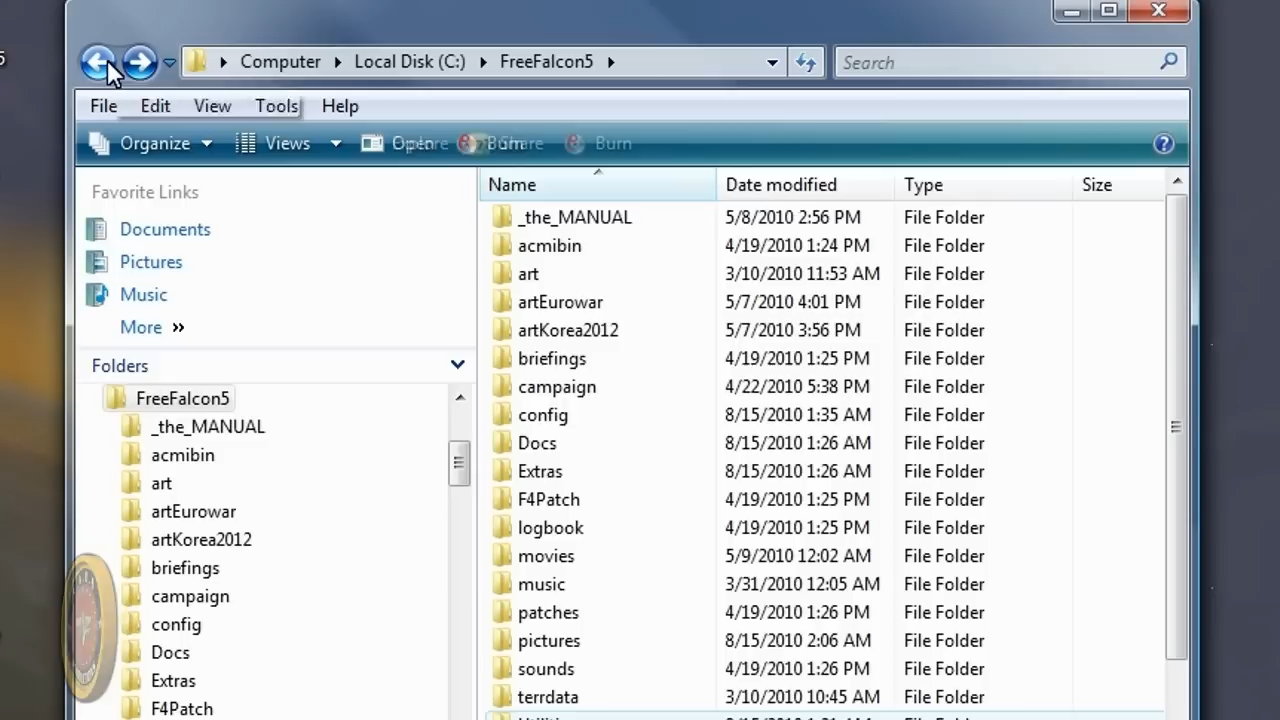 5
Computer Local Disk (C:) FreeFalcon5 Search
File Edit View Tools Help
Organize Views Open Burn Share Burn
Favorite Links
Documents
Pictures
Music
More »
Folders
FreeFalcon5
_the_MANUAL
acmibin
art
artEurowar
artKorea2012
briefings
campaign
config
Docs
Extras
F4Patch
Name Date modified Type Size
_the_MANUAL 5/8/2010 2:56 PM File Folder
acmibin 4/19/2010 1:24 PM File Folder
art 3/10/2010 11:53 AM File Folder
artEurowar 5/7/2010 4:01 PM File Folder
artKorea2012 5/7/2010 3:56 PM File Folder
briefings 4/19/2010 1:25 PM File Folder
campaign 4/22/2010 5:38 PM File Folder
config 8/15/2010 1:35 AM File Folder
Docs 8/15/2010 1:26 AM File Folder
Extras 8/15/2010 1:26 AM File Folder
F4Patch 4/19/2010 1:25 PM File Folder
logbook 4/19/2010 1:25 PM File Folder
movies 5/9/2010 12:02 AM File Folder
music 3/31/2010 12:05 AM File Folder
patches 4/19/2010 1:26 PM File Folder
pictures 8/15/2010 2:06 AM File Folder
sounds 4/19/2010 1:26 PM File Folder
terrdata 3/10/2010 10:45 AM File Folder